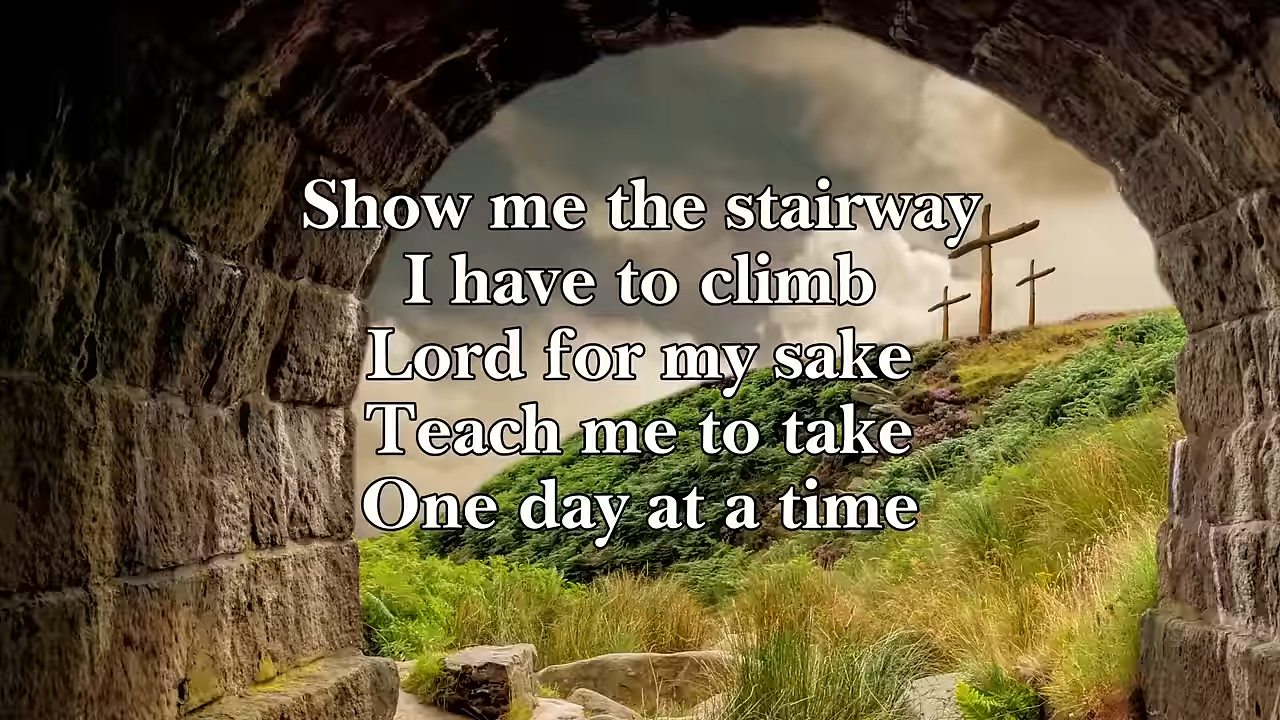 Show me the stairway
I have to climb
Lord for my sake
Teach me to take
One day at a time